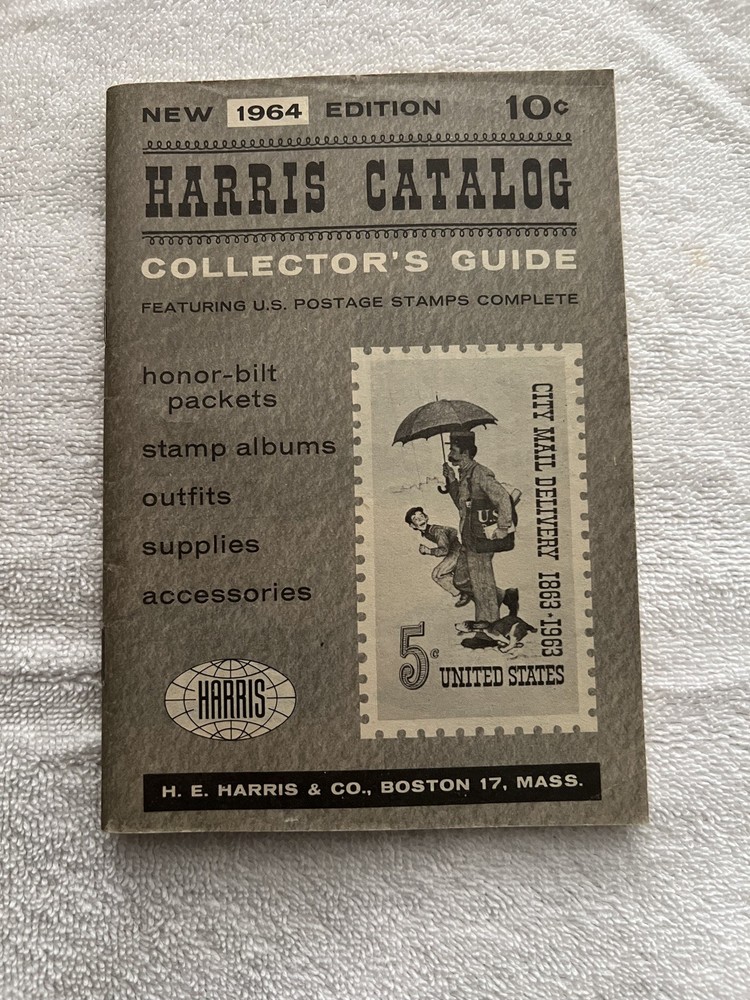 NEW 1964 EDITION 10¢
HARRIS CATALOG
COLLECTOR'S GUIDE
FEATURING U.S. POSTAGE STAMPS COMPLETE
honor-bilt
packets
stamp albums
outfits
supplies
accessories
CITY MAIL DELIVERY 1863•1963
U.S.
5¢
UNITED STATES
HARRIS
H. E. HARRIS & CO., BOSTON 17, MASS.